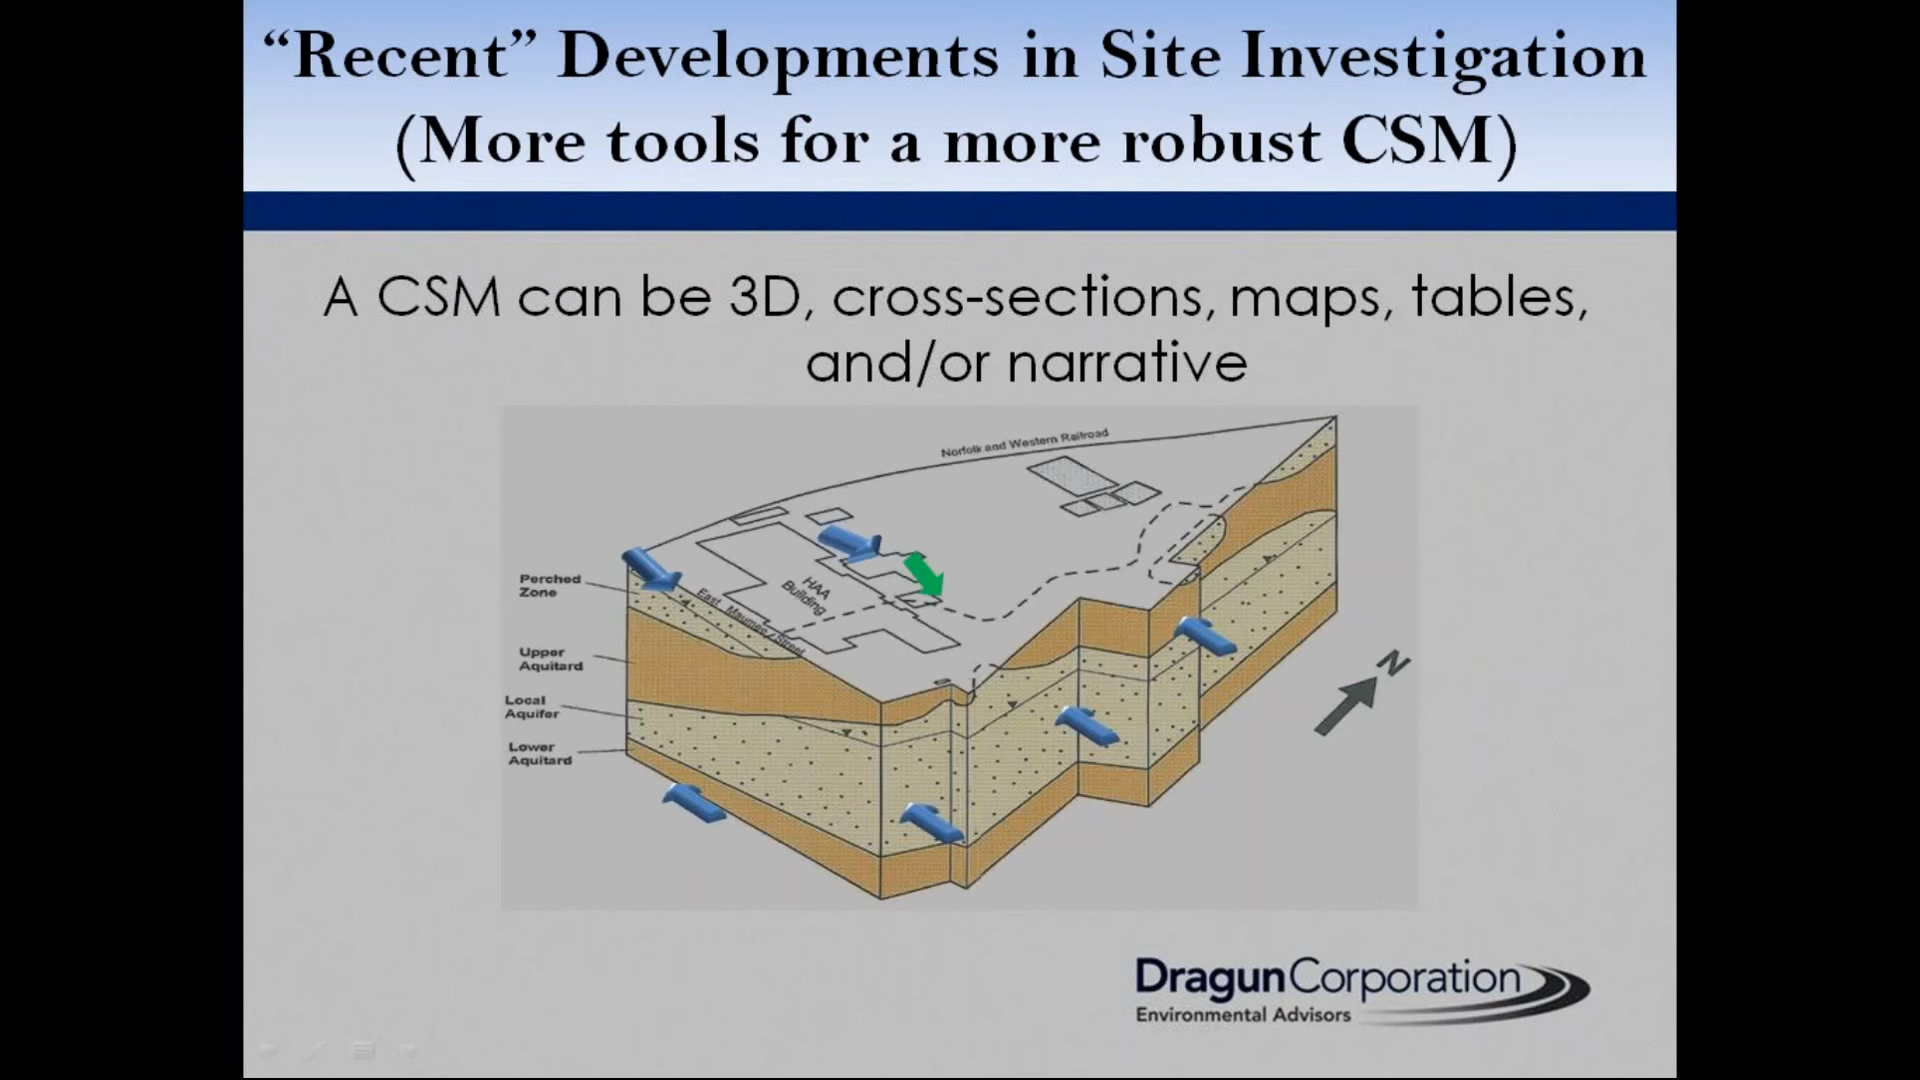 “Recent” Developments in Site Investigation
(More tools for a more robust CSM)
A CSM can be 3D, cross-sections, maps, tables,
and/or narrative
Norfolk and Western Railroad
HAA
Building
East Maumee Street
Perched
Zone
Upper
Aquitard
Local
Aquifer
Lower
Aquitard
N
DragunCorporation
Environmental Advisors